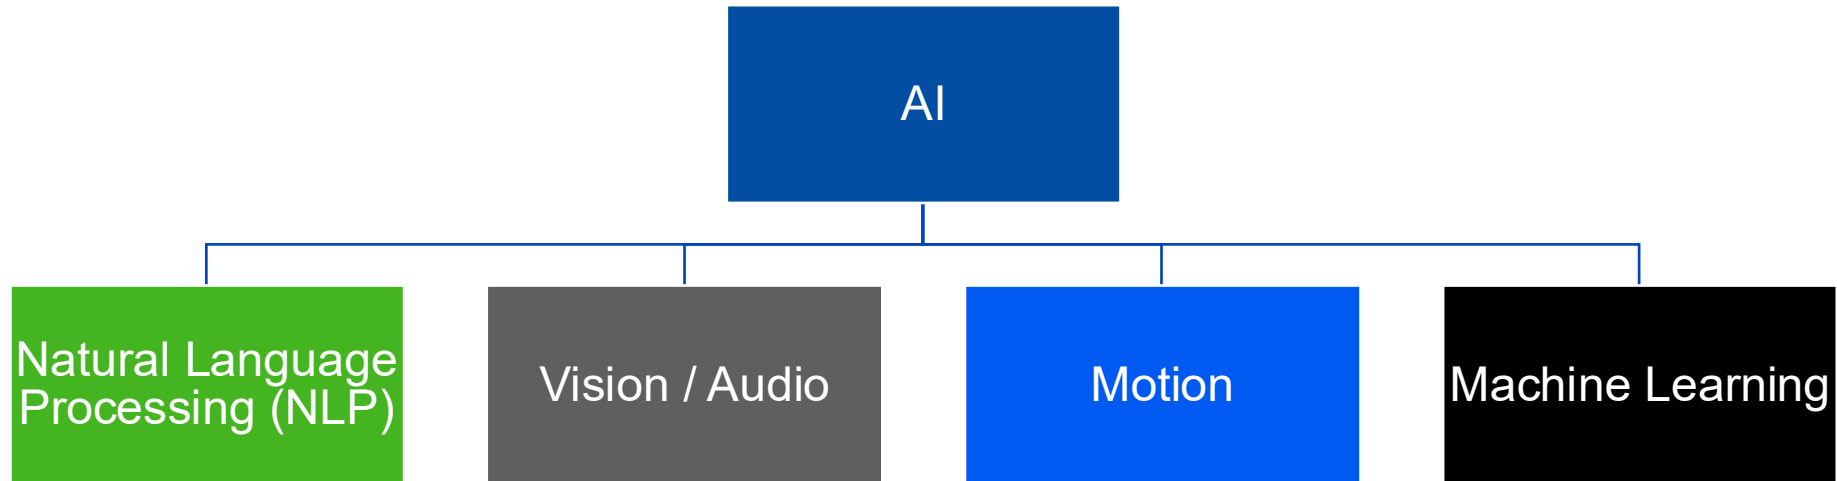 AI
Natural Language
Processing (NLP)
Vision / Audio
Motion
Machine Learning